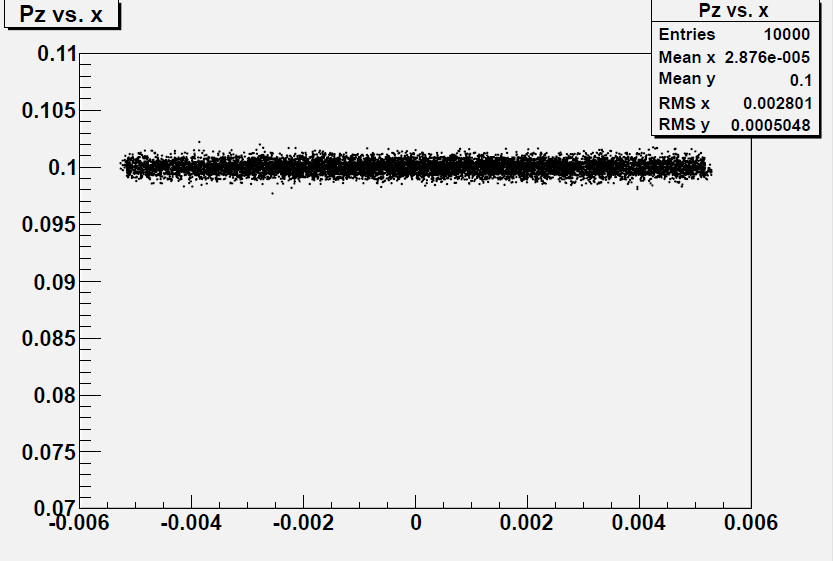 Pz vs. x
Pz vs. x
Entries 10000
Mean x 2.876e-005
Mean y 0.1
RMS x 0.002801
RMS y 0.0005048
0.11
0.105
0.1
0.095
0.09
0.085
0.08
0.075
0.07
-0.006 -0.004 -0.002 0 0.002 0.004 0.006